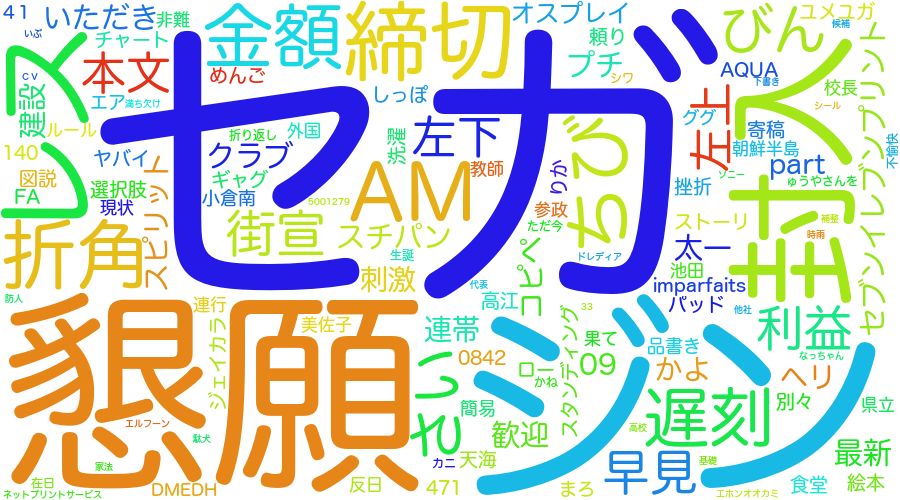 41
いただき
非難
いぶ
チャート
金額
締切
オスプレイ
びん
ユメユガ
候補
頼り
プチ
AQUA
下書き
シワ
レス
cv
本文
めんご
セガ
しっぽ
エア
満ち欠け
建設
ルール
折り返し
外国
クラブ
左下
洗濯
左上
校長
シール
ググ
寄稿
朝鮮半島
封入
不愉快
140
ヤバイ
図説
選択肢
ギャグ
AM
教師
りか
ちび
挫折
part
ソニー
ゅうやさんを
FA
現状
小倉南
5001279
参政
ただ今
ストーリ
補整
折角
スピリット
街宣
スチパン
生誕
コピペ
ドレディア
太一
時雨
セブンイレブンプリント
池田
imparfaits
パッド
刺激
代表
防人
連行
高江
33
他社
利益
懇願
美佐子
連帯
さい
ジン
果て
品書き
なっちゃん
ジェイカラ
0842
ロー
かね
09
かよ
ヘリ
スタンディング
簡易
別々
県立
遅刻
エルフーン
歓迎
高校
駄犬
カニ
天海
早見
基礎
最新
家法
在日
反日
471
まろ
食堂
絵本
ネットプリントサービス
DMEDH
エホンオオカミ